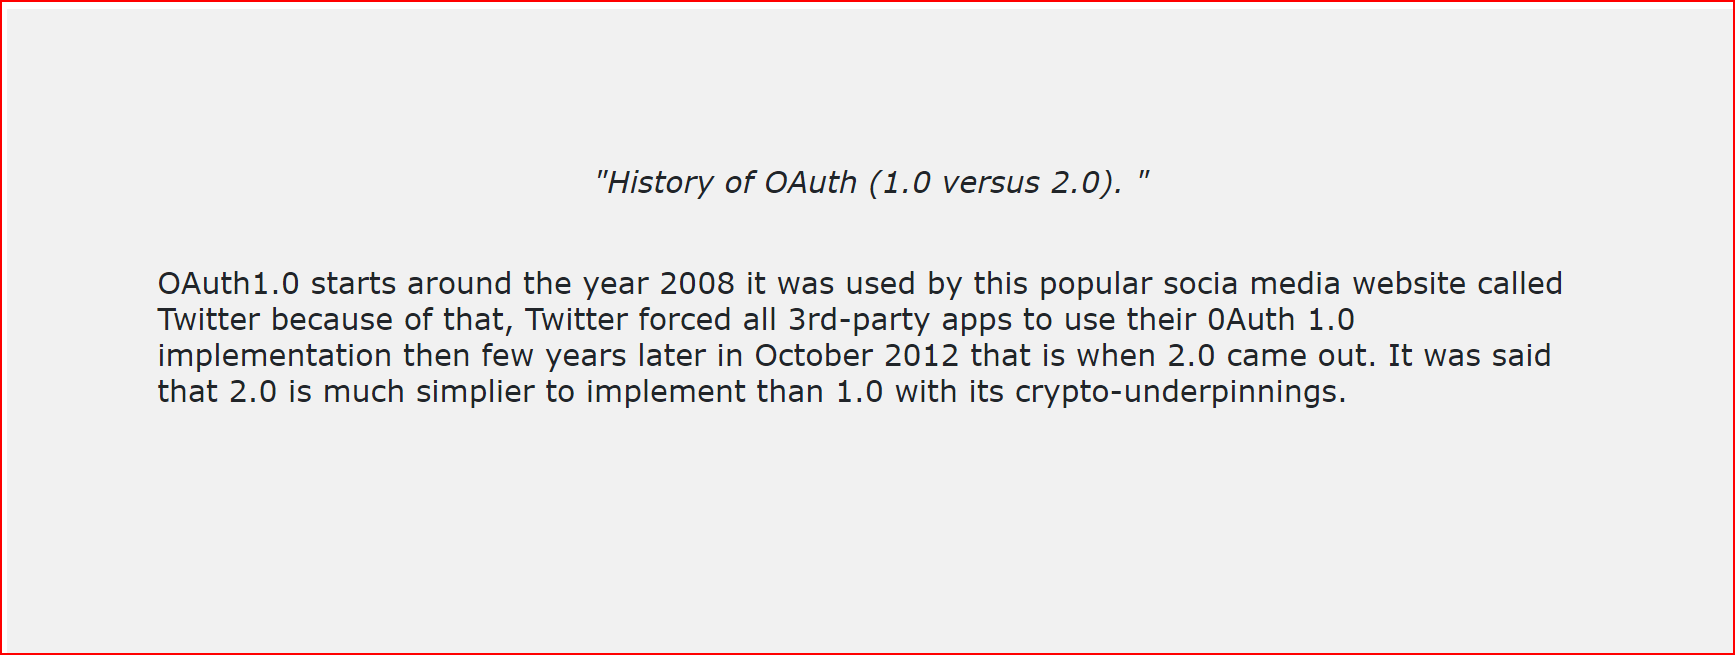 "History of OAuth (1.0 versus 2.0). "
OAuth1.0 starts around the year 2008 it was used by this popular socia media website called
Twitter because of that, Twitter forced all 3rd-party apps to use their 0Auth 1.0
implementation then few years later in October 2012 that is when 2.0 came out. It was said
that 2.0 is much simplier to implement than 1.0 with its crypto-underpinnings.